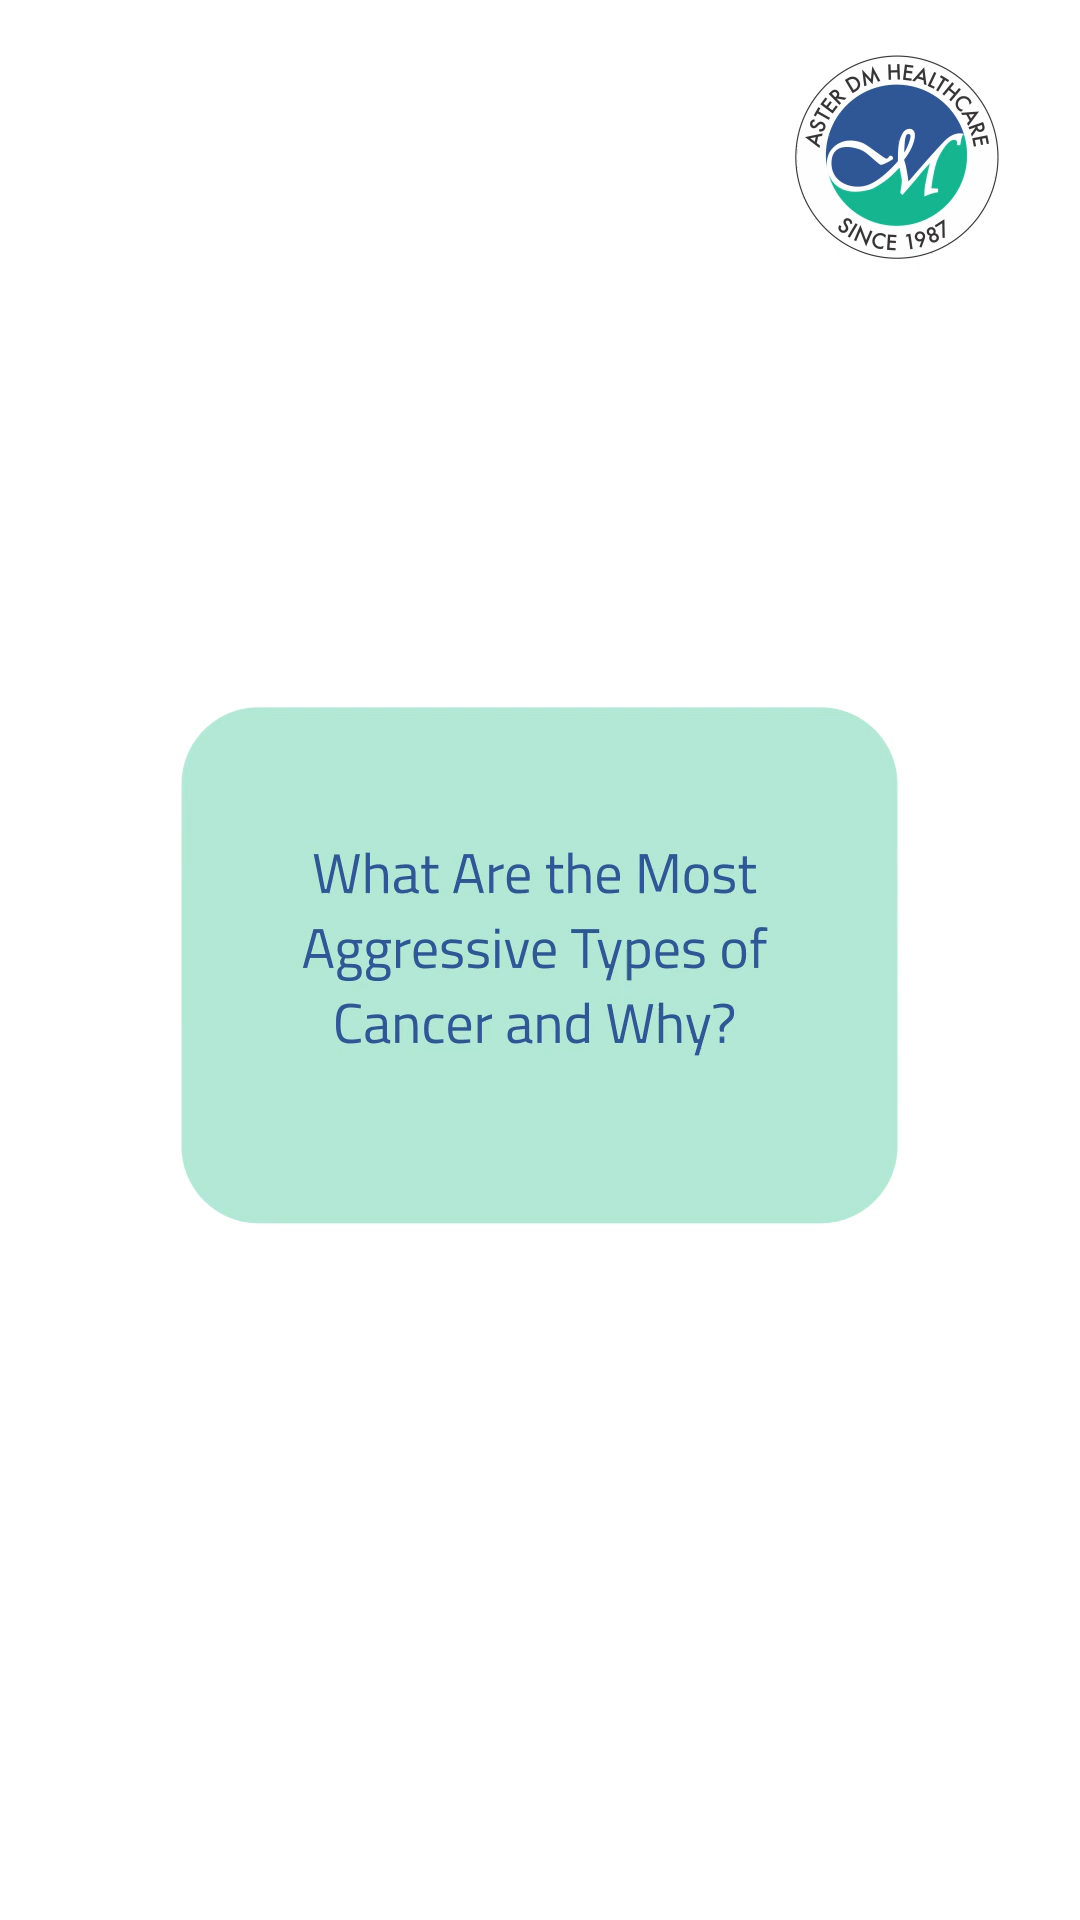 ASTER DM HEALTHCARE
M
SINCE 1987
What Are the Most
Aggressive Types of
Cancer and Why?